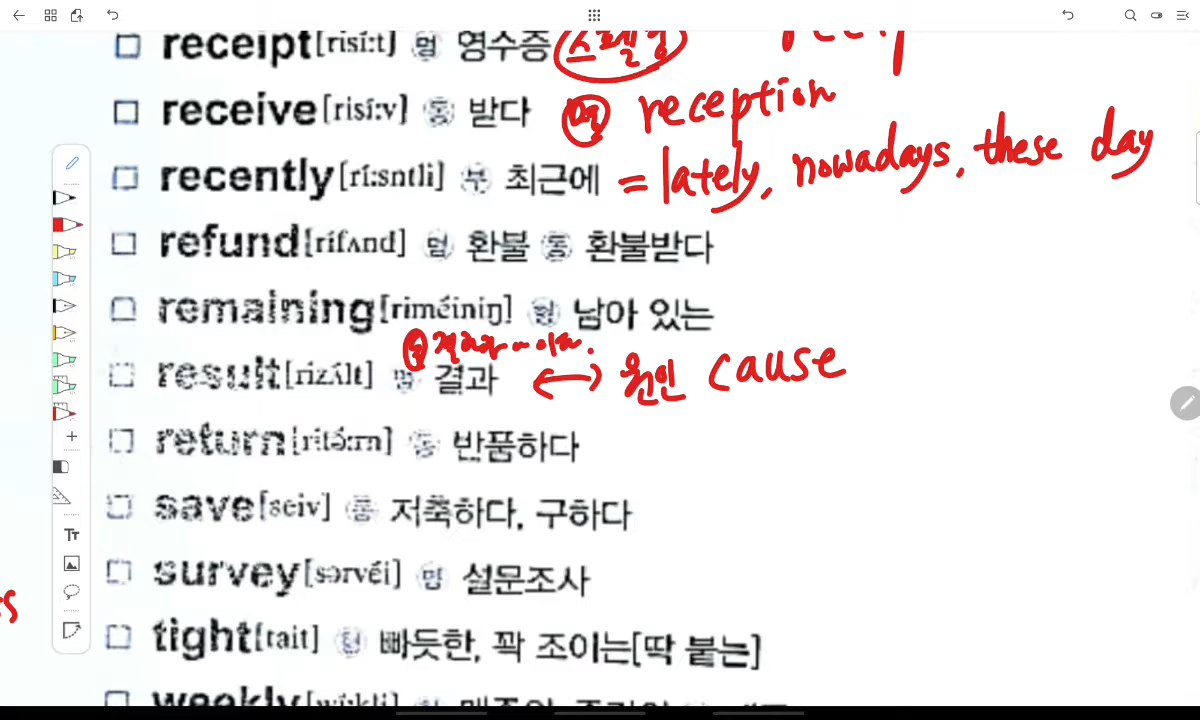 receipt[risíːt] 명 영수증 스펠링
receive[risíːv] 동 받다 명 reception
recently[ríːsntli] 부 최근에 = lately, nowadays, these day
refund[rífʌnd] 명 환불 동 환불받다
remaining[riméiniŋ] 형 남아 있는
동
result[rizʌ́lt] 명 결과 ↔ 원인 cause
return[ritə́ːrn] 동 반품하다
save[seiv] 동 저축하다, 구하다
survey[sərvéi] 명 설문조사
tight[tait] 형 빠듯한, 꽉 조이는[딱 붙는]
weekly[wíːkli]
TT